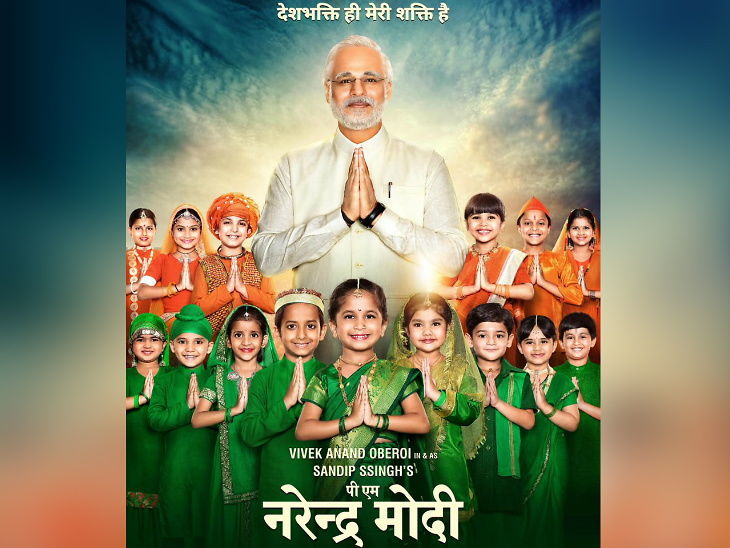 देशभक्ति ही मेरी शक्ति है
VIVEK ANAND OBEROI IN & AS
SANDIP SSINGH'S
पी एम
नरेन्द्र मोदी